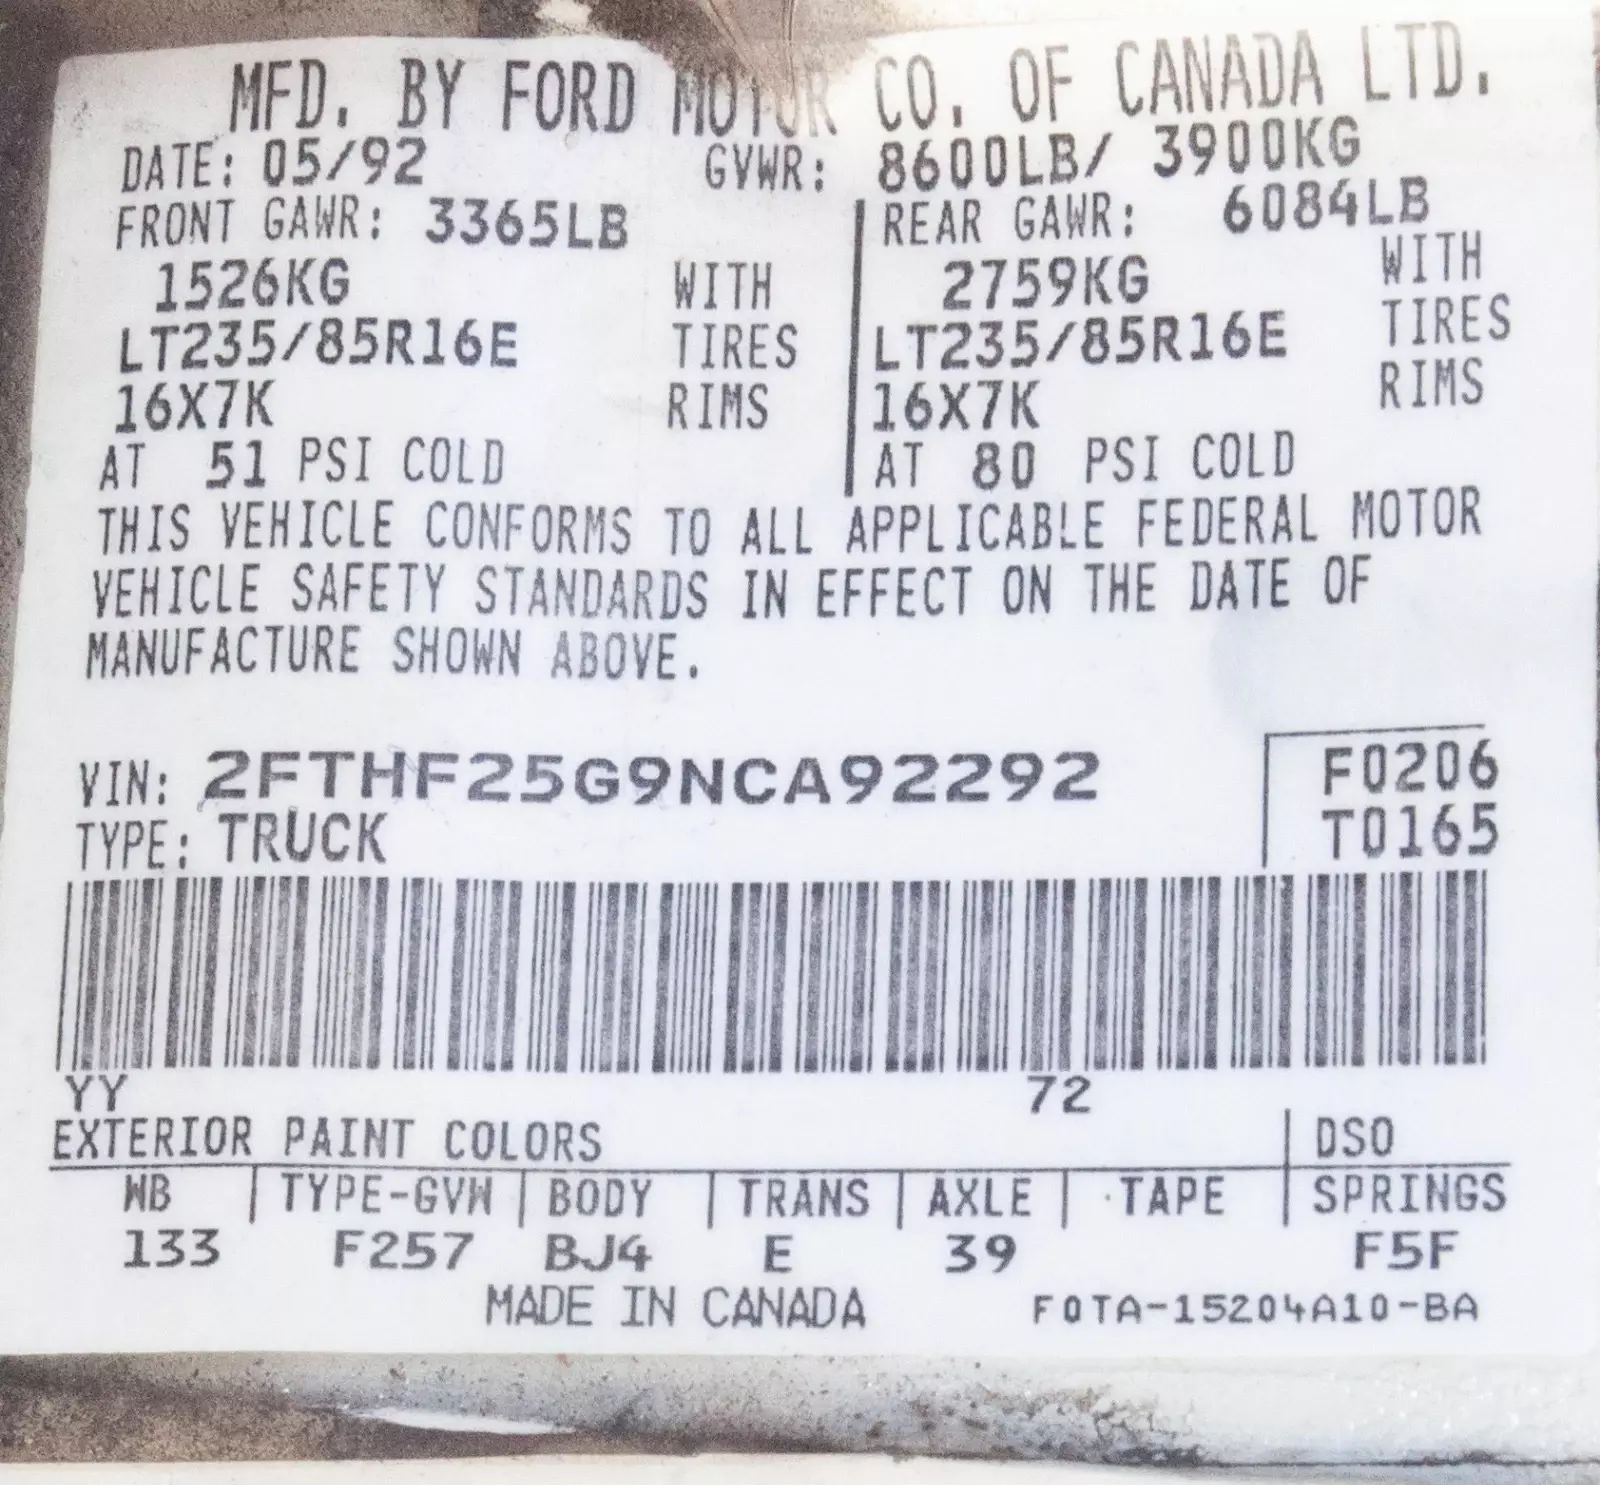 MFD. BY FORD MOTOR CO. OF CANADA LTD.
DATE: 05/92 GVWR: 8600LB/ 3900KG
FRONT GAWR: 3365LB REAR GAWR: 6084LB
1526KG WITH 2759KG WITH
LT235/85R16E TIRES LT235/85R16E TIRES
16X7K RIMS 16X7K RIMS
AT 51 PSI COLD AT 80 PSI COLD
THIS VEHICLE CONFORMS TO ALL APPLICABLE FEDERAL MOTOR
VEHICLE SAFETY STANDARDS IN EFFECT ON THE DATE OF
MANUFACTURE SHOWN ABOVE.
VIN: 2FTHF25G9NCA92292 F0206
TYPE: TRUCK T0165
YY 72
EXTERIOR PAINT COLORS DSO
WB TYPE-GVW BODY TRANS AXLE TAPE SPRINGS
133 F257 BJ4 E 39 F5F
MADE IN CANADA F0TA-15204A10-BA